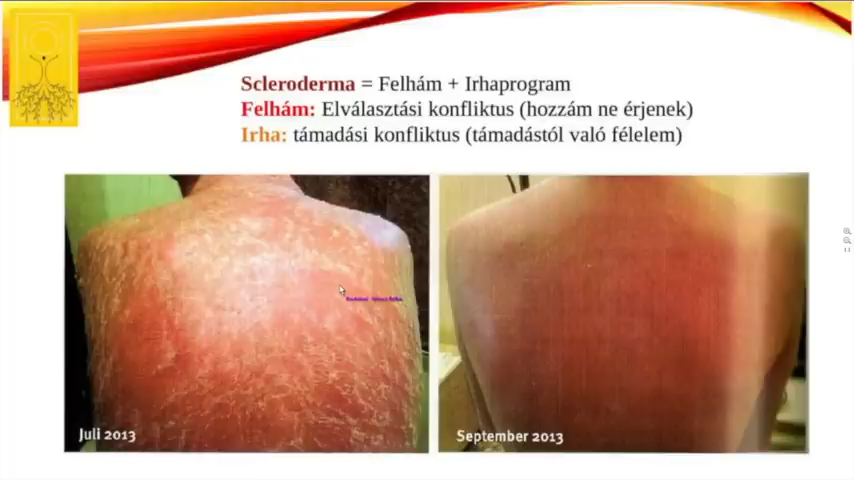 Scleroderma = Felhám + Irhaprogram
Felhám: Elválasztási konfliktus (hozzám ne érjenek)
Irha: támadási konfliktus (támadástól való félelem)
Juli 2013
September 2013